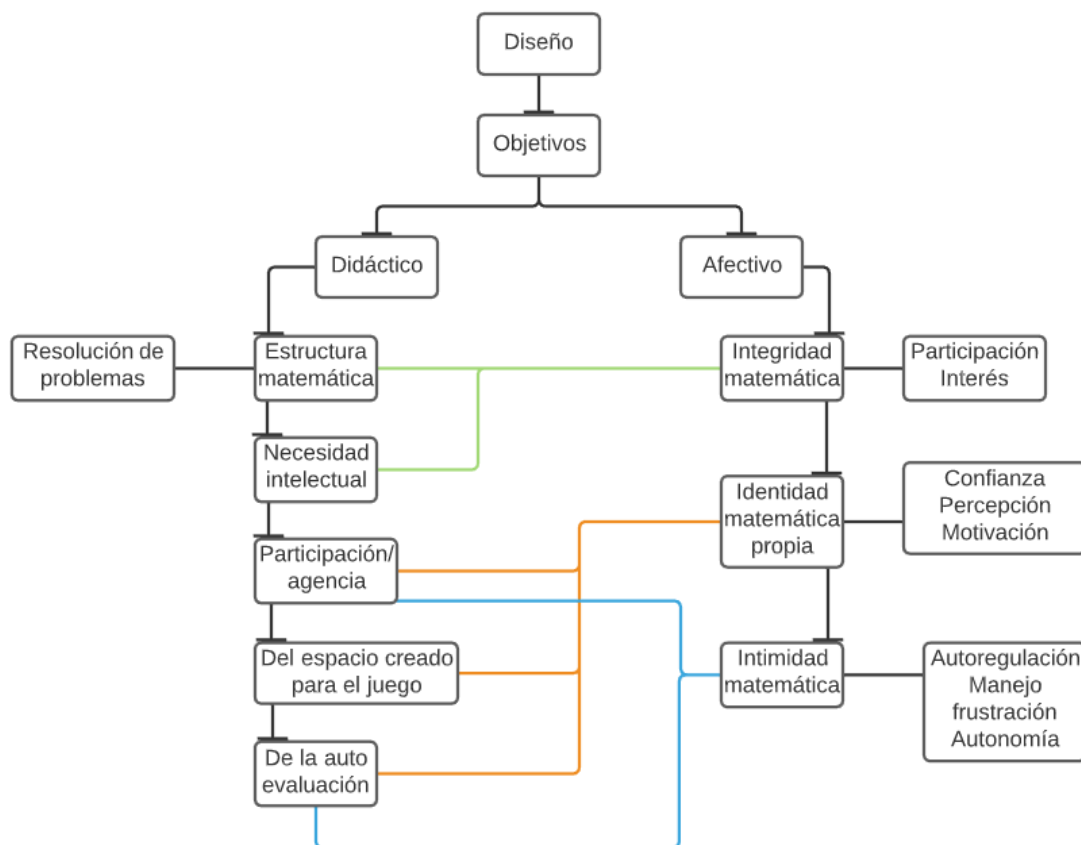 Diseño
Objetivos
Didáctico
Afectivo
Resolución de
problemas
Estructura
matemática
Integridad
matemática
Participación
Interés
Necesidad
intelectual
Identidad
matemática
propia
Confianza
Percepción
Motivación
Participación/
agencia
Del espacio creado
para el juego
Intimidad
matemática
Autoregulación
Manejo
frustración
Autonomía
De la auto
evaluación